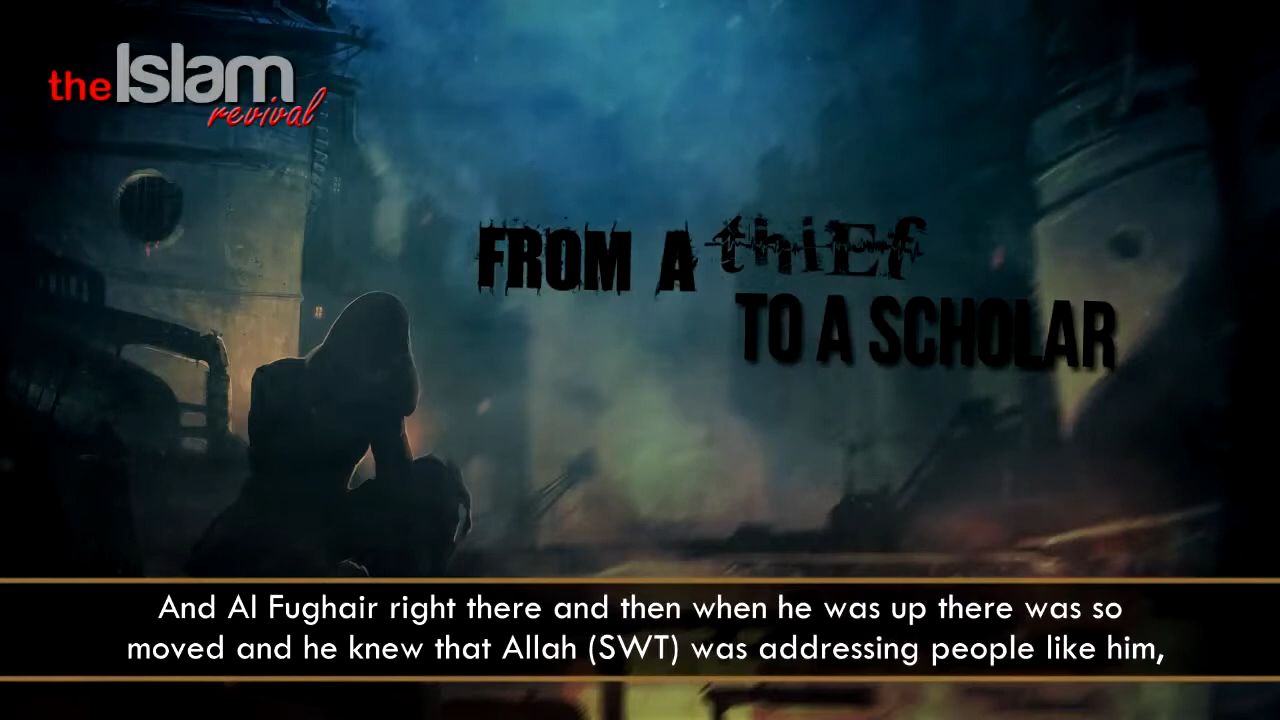 the Islam
revival
FROM A thiEf
TO A SCHOLAR
And Al Fughair right there and then when he was up there was so
moved and he knew that Allah (SWT) was addressing people like him,